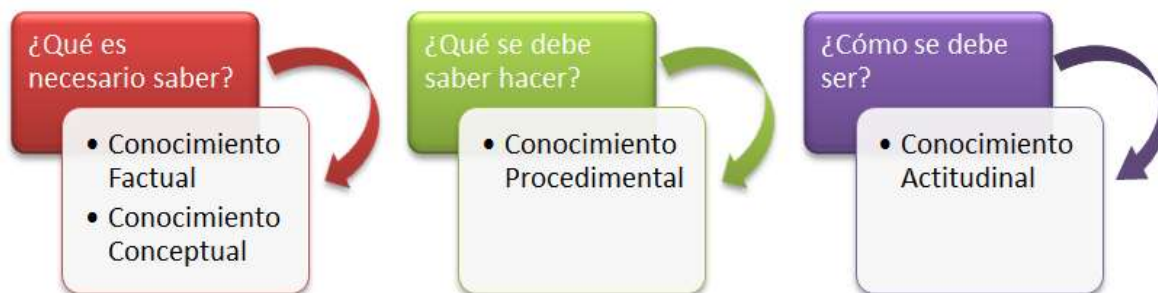 ¿Qué es
necesario saber?
• Conocimiento
Factual
• Conocimiento
Conceptual
¿Qué se debe
saber hacer?
• Conocimiento
Procedimental
¿Cómo se debe
ser?
• Conocimiento
Actitudinal